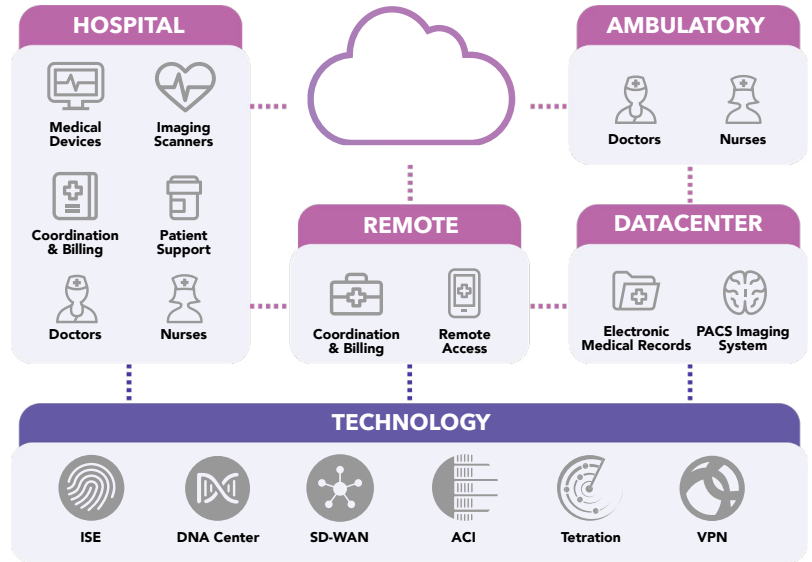 HOSPITAL
Medical
Devices
Imaging
Scanners
Coordination
& Billing
Patient
Support
Doctors
Nurses
AMBULATORY
Doctors
Nurses
REMOTE
Coordination
& Billing
Remote
Access
DATACENTER
Electronic
Medical Records
PACS Imaging
System
TECHNOLOGY
ISE
DNA Center
SD-WAN
ACI
Tetration
VPN